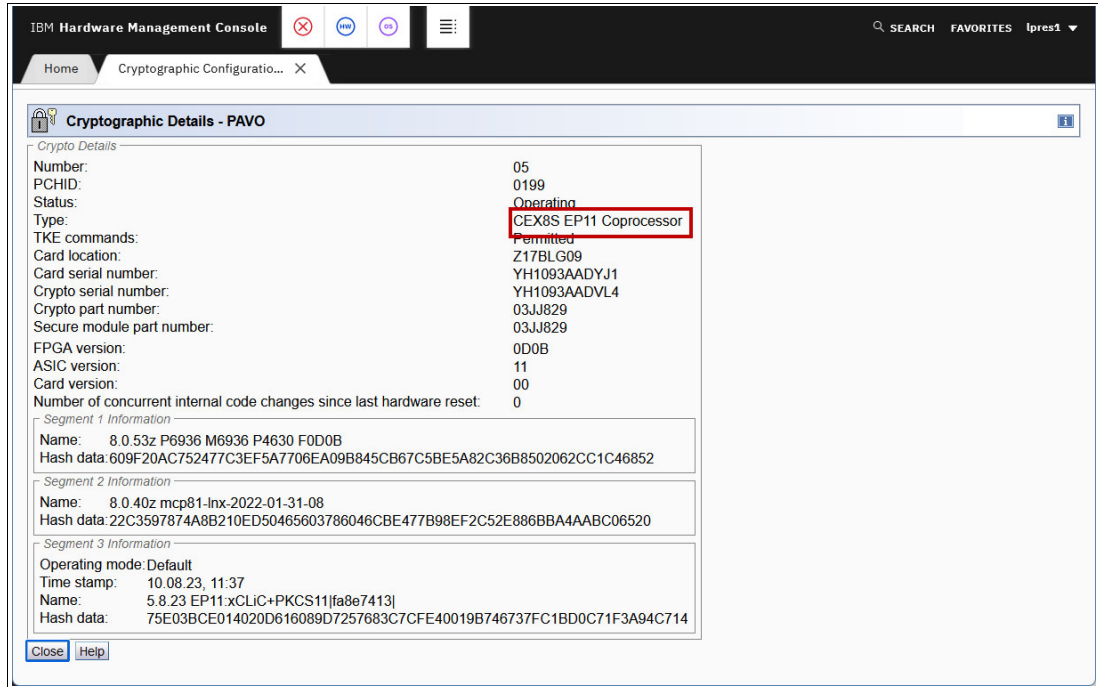 IBM Hardware Management Console HW OS SEARCH FAVORITES lpres1
Home Cryptographic Configuratio... X
Cryptographic Details - PAVO i
Crypto Details
Number: 05
PCHID: 0199
Status: Operating
Type: CEX8S EP11 Coprocessor
TKE commands: Permitted
Card location: Z17BLG09
Card serial number: YH1093AADYJ1
Crypto serial number: YH1093AADVL4
Crypto part number: 03JJ829
Secure module part number: 03JJ829
FPGA version: 0D0B
ASIC version: 11
Card version: 00
Number of concurrent internal code changes since last hardware reset: 0
Segment 1 Information
Name: 8.0.53z P6936 M6936 P4630 F0D0B
Hash data:609F20AC752477C3EF5A7706EA09B845CB67C5BE5A82C36B8502062CC1C46852
Segment 2 Information
Name: 8.0.40z mcp81-lnx-2022-01-31-08
Hash data:22C3597874A8B210ED50465603786046CBE477B98EF2C52E886BBA4AABC06520
Segment 3 Information
Operating mode:Default
Time stamp: 10.08.23, 11:37
Name: 5.8.23 EP11:xCLiC+PKCS11|fa8e7413|
Hash data: 75E03BCE014020D616089D7257683C7CFE40019B746737FC1BD0C71F3A94C714
Close Help